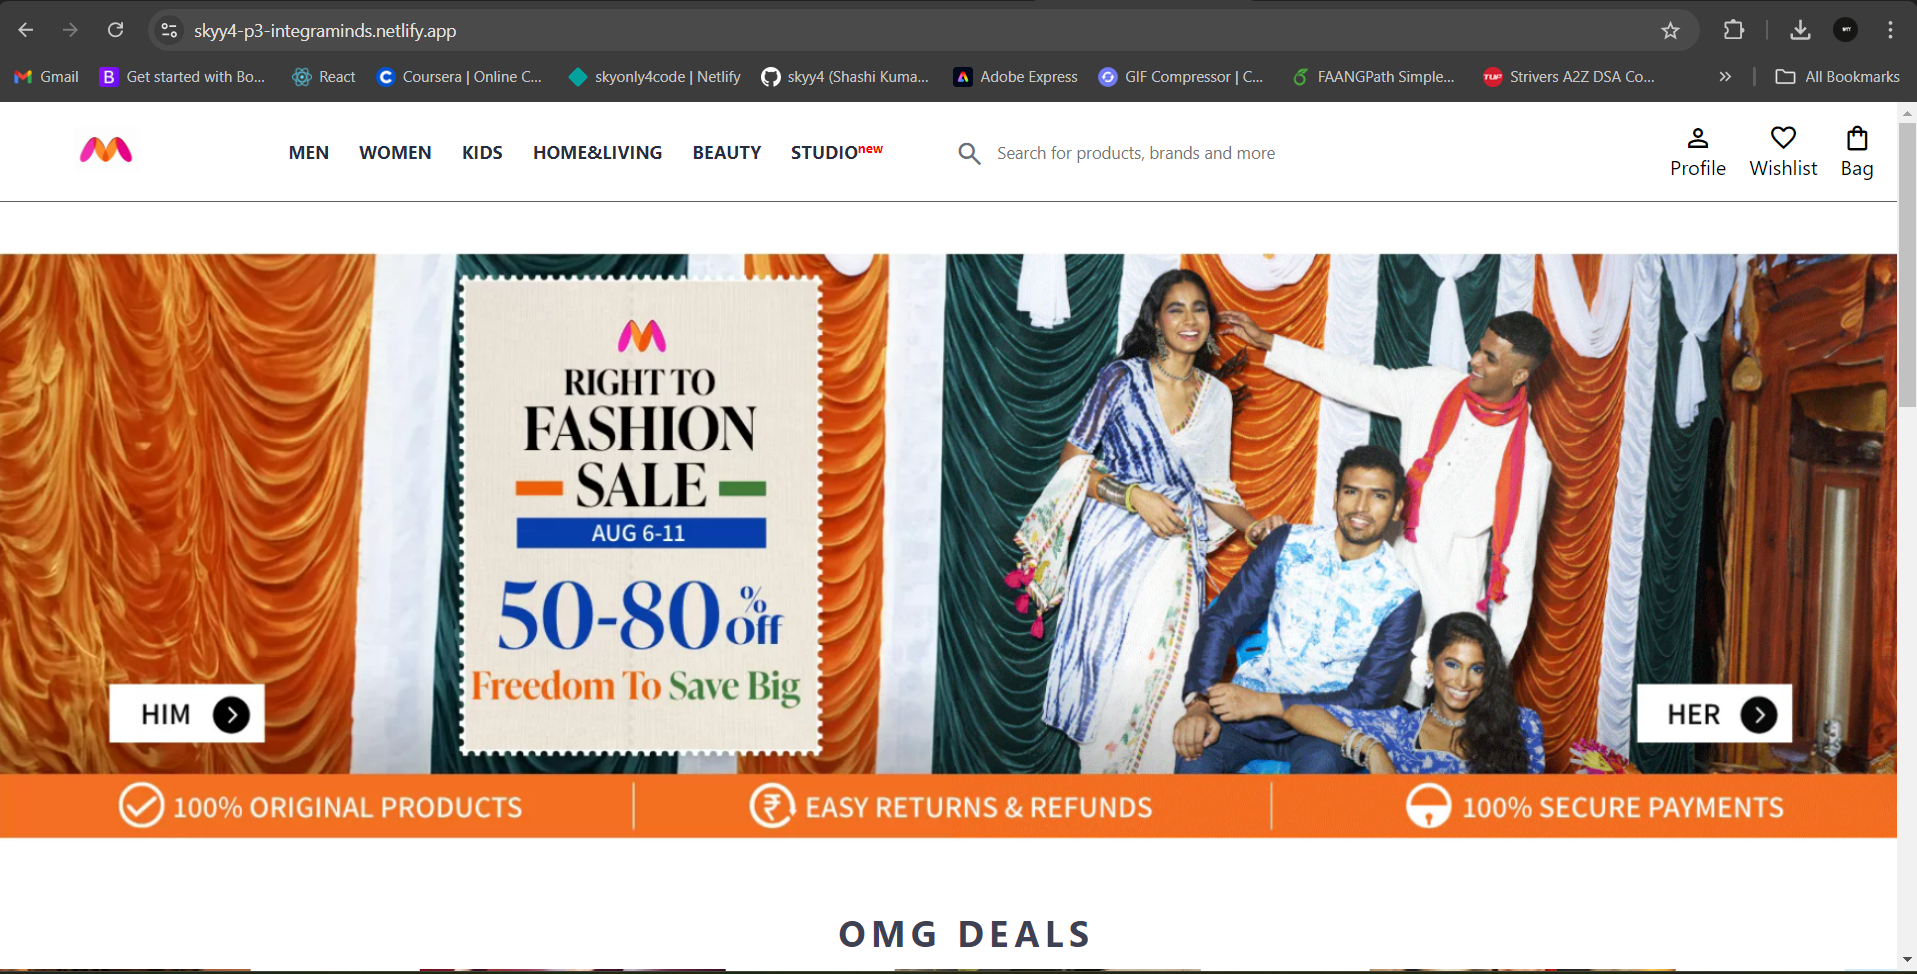 skyy4-p3-integraminds.netlify.app
Gmail
Get started with Bo...
React
Coursera | Online C...
skyonly4code | Netlify
skyy4 (Shashi Kuma...
Adobe Express
GIF Compressor | C...
FAANGPath Simple...
TUF
Strivers A2Z DSA Co...
All Bookmarks
MEN
WOMEN
KIDS
HOME&LIVING
BEAUTY
STUDIOnew
Search for products, brands and more
Profile
Wishlist
Bag
RIGHT TO
FASHION
SALE
AUG 6-11
50-80% off
Freedom To Save Big
HIM
HER
100% ORIGINAL PRODUCTS
EASY RETURNS & REFUNDS
100% SECURE PAYMENTS
OMG DEALS